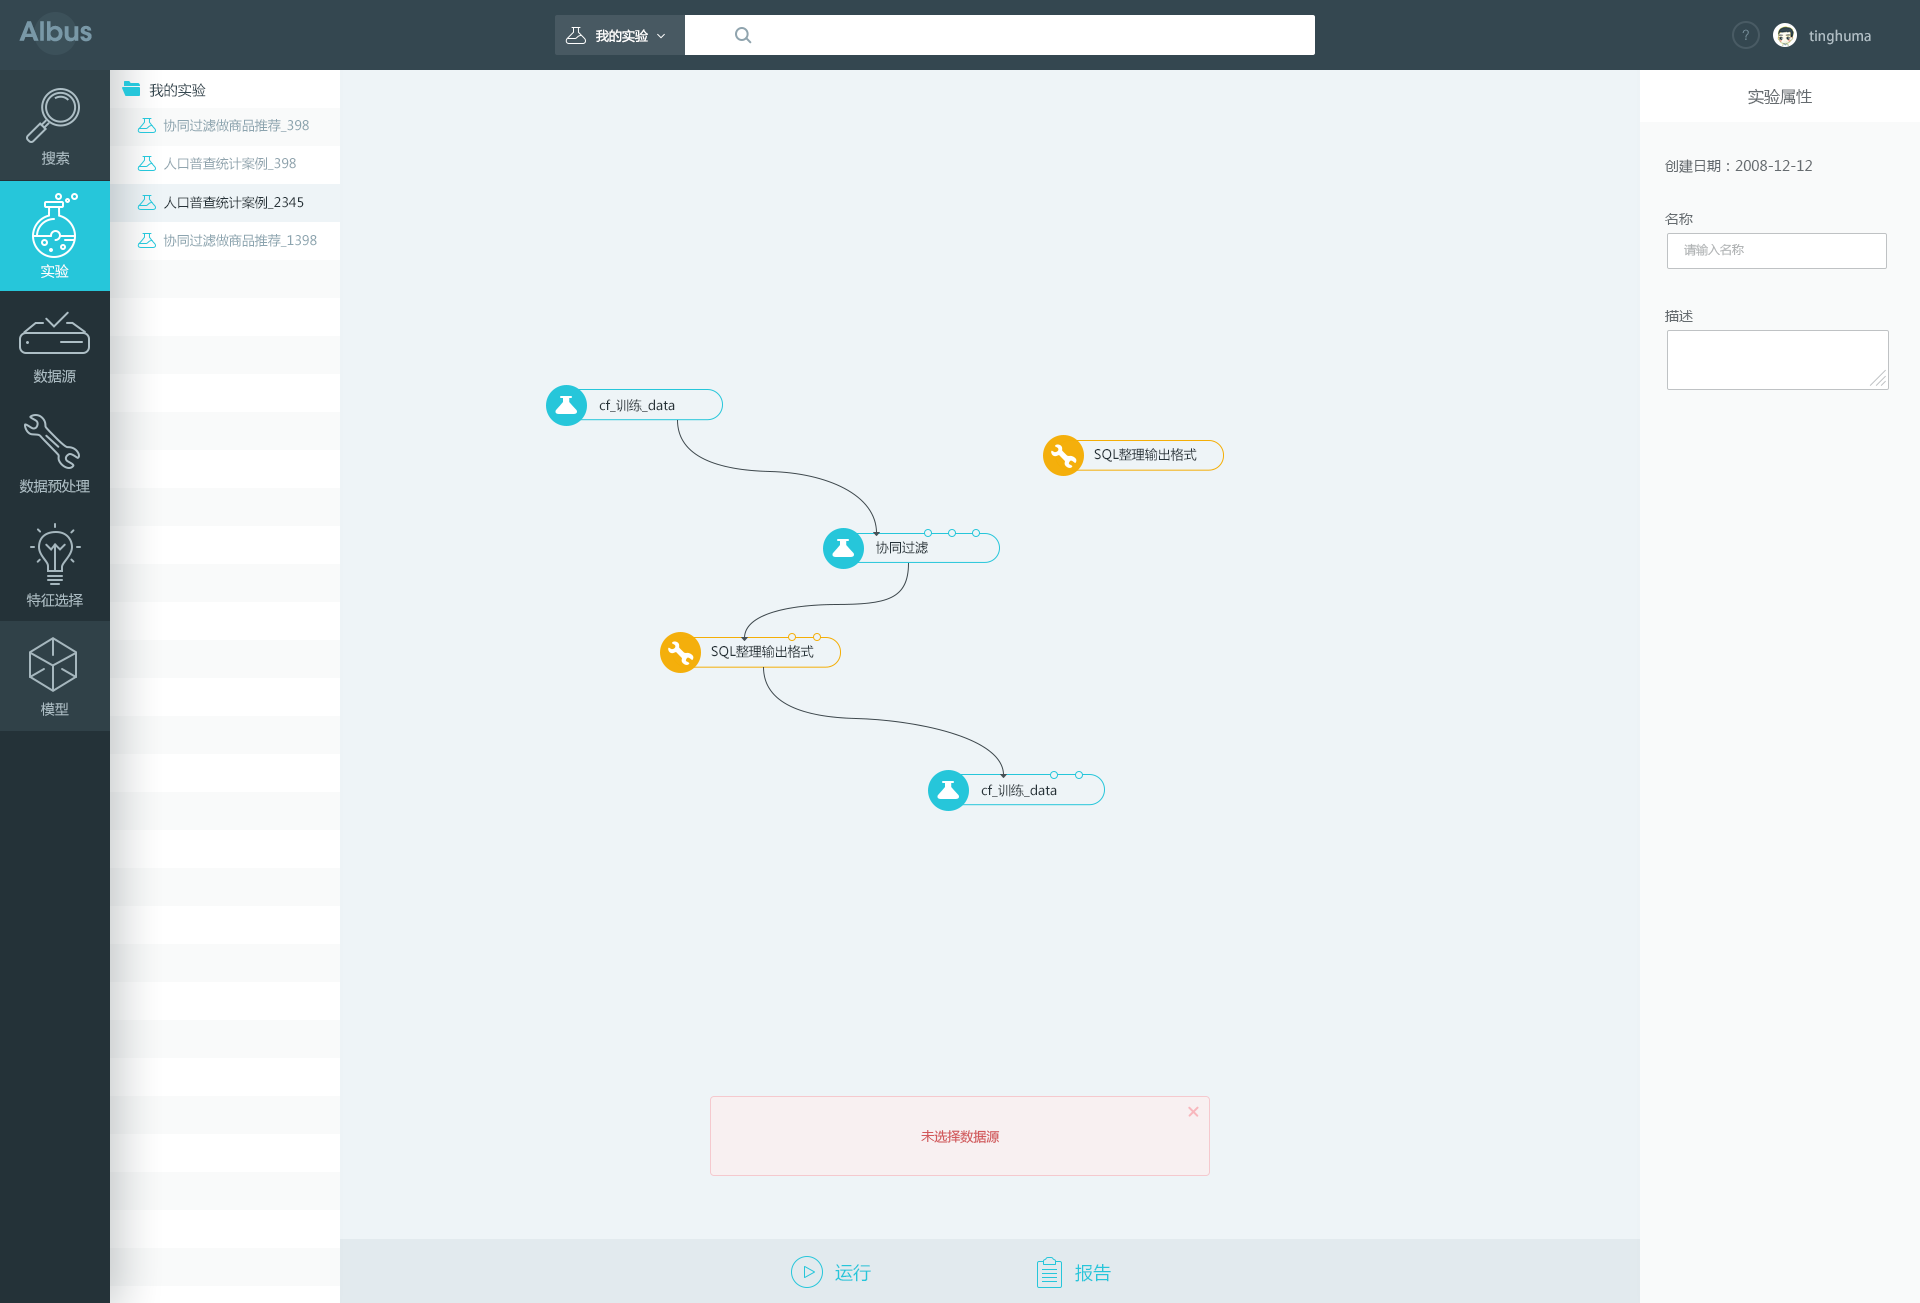 Albus
我的实验
?
tinghuma
搜索
实验
数据源
数据预处理
特征选择
模型
我的实验
协同过滤做商品推荐_398
人口普查统计案例_398
人口普查统计案例_2345
协同过滤做商品推荐_1398
cf_训练_data
SQL整理输出格式
协同过滤
SQL整理输出格式
cf_训练_data
未选择数据源
运行
报告
实验属性
创建日期：2008-12-12
名称
请输入名称
描述